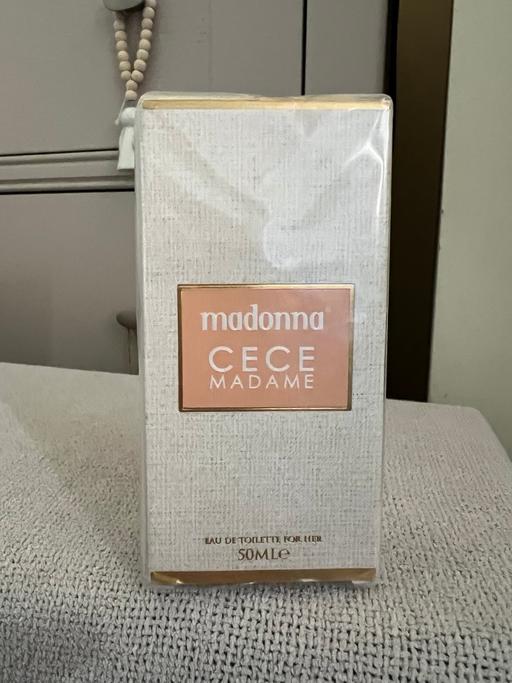 madonna
CECE
MADAME
EAU DE TOILETTE FOR HER
50ML℮